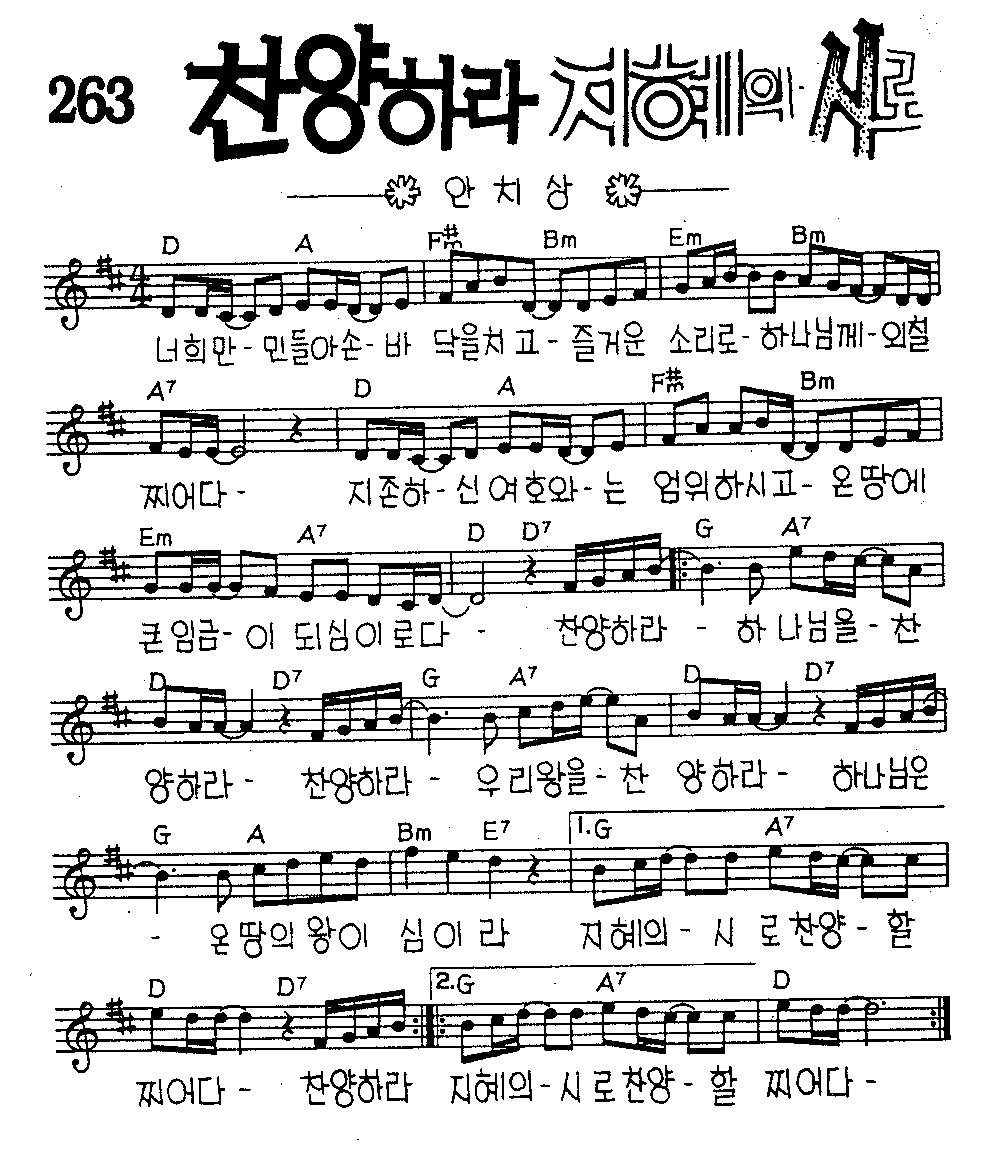 263 찬양하라 지혜의 시로
안 치 상
D A F#m Bm Em Bm
너희만-민들아손-바 닥을치고-즐거운 소리로-하나님께-외칠
A7 D A F#m Bm
찌어다- 지존하-신여호와-는 엄위하시고-온땅에
Em A7 D D7 G A7
큰임금-이 되심이로다 - 찬양하라 - 하나님을-찬
D D7 G A7 D D7
양하라- 찬양하라 - 우리왕을-찬 양하라- 하나님은
G A Bm E7 1.G A7
- 온땅의왕이 심이라 지혜의-시 로찬양-할
D D7 2.G A7 D
찌어다- 찬양하라 지혜의-시로찬양-할 찌어다-